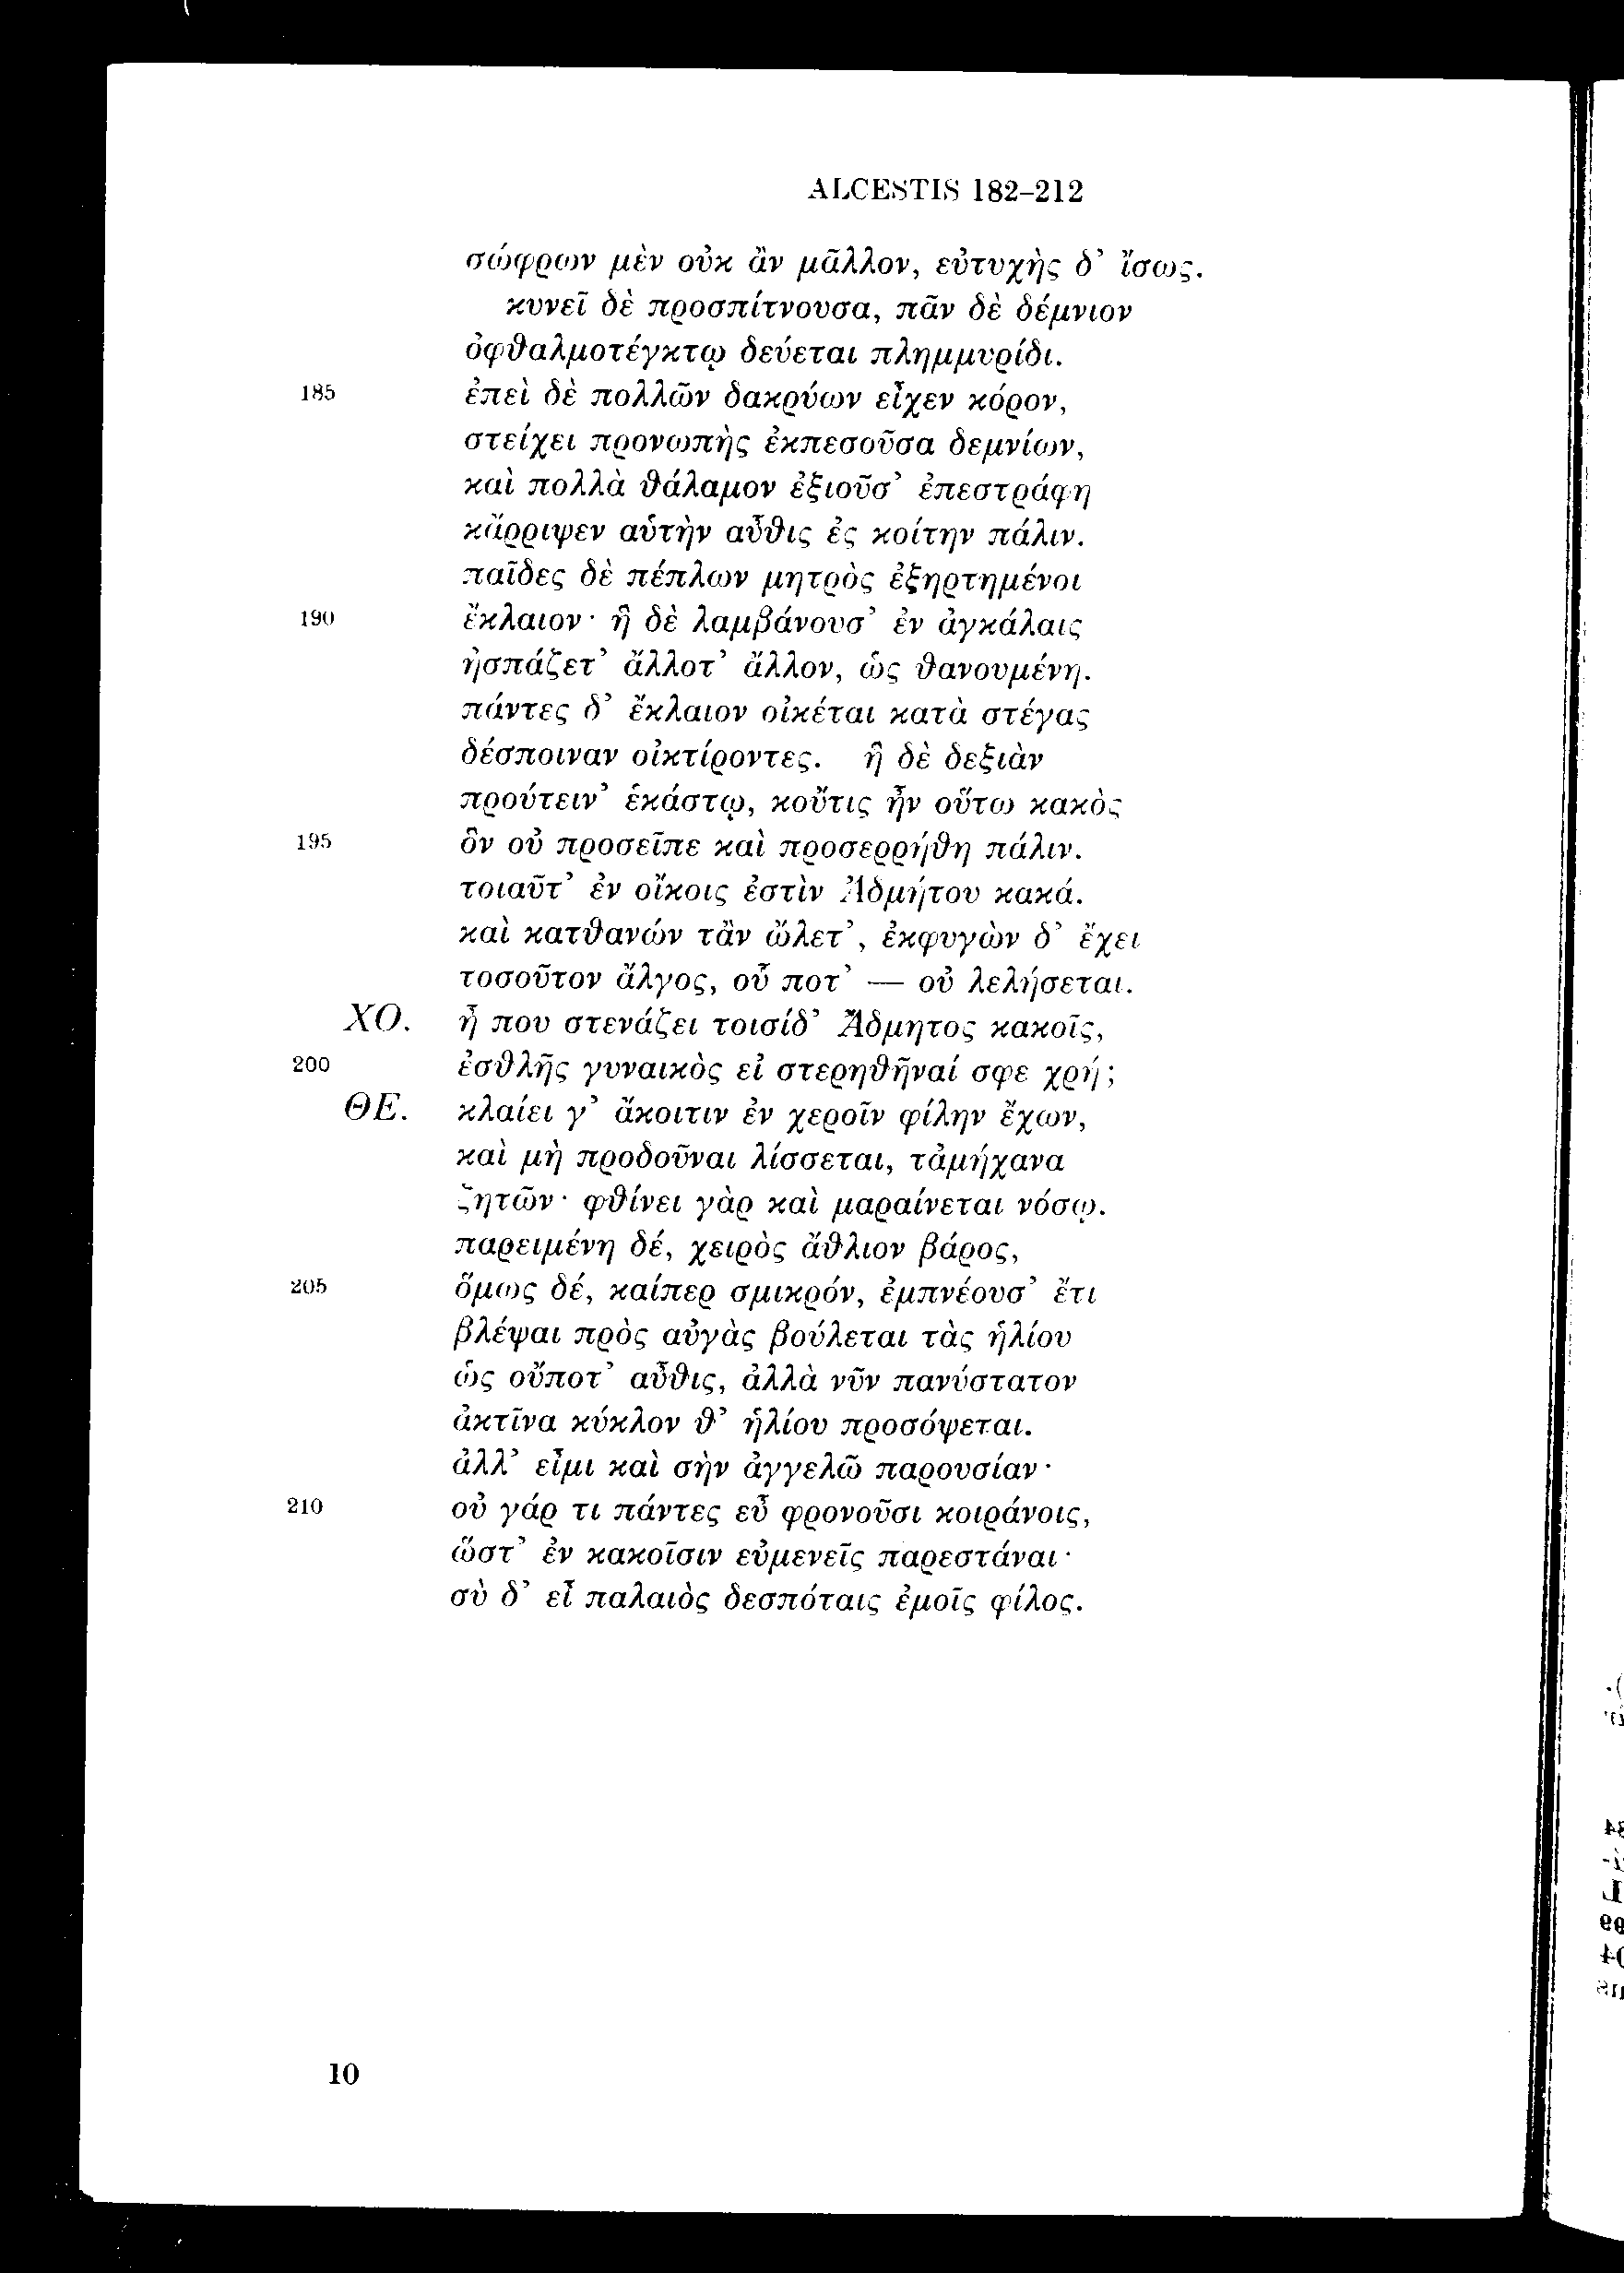 ALCESTIS 182-212
σώφρων μὲν οὐκ ἂν μᾶλλον, εὐτυχὴς δ’ ἴσως.
κυνεῖ δὲ προσπίτνουσα, πᾶν δὲ δέμνιον
ὀφθαλμοτέγκτῳ δεύεται πλημμυρίδι.
185 ἐπεὶ δὲ πολλῶν δακρύων εἶχεν κόρον,
στείχει προνωπὴς ἐκπεσοῦσα δεμνίων,
καὶ πολλὰ θάλαμον ἐξιοῦσ’ ἐπεστράφη
κἄρριψεν αὑτὴν αὖθις ἐς κοίτην πάλιν.
παῖδες δὲ πέπλων μητρὸς ἐξηρτημένοι
190 ἔκλαιον· ἣ δὲ λαμβάνουσ’ ἐν ἀγκάλαις
ἠσπάζετ’ ἄλλοτ’ ἄλλον, ὡς θανουμένη.
πάντες δ’ ἔκλαιον οἰκέται κατὰ στέγας
δέσποιναν οἰκτίροντες. ἣ δὲ δεξιὰν
προύτειν’ ἑκάστῳ, κοὔτις ἦν οὕτω κακὸς
195 ὃν οὐ προσεῖπε καὶ προσερρήθη πάλιν.
τοιαῦτ’ ἐν οἴκοις ἐστὶν Ἀδμήτου κακά.
καὶ κατθανών τἂν ὤλετ’, ἐκφυγὼν δ’ ἔχει
τοσοῦτον ἄλγος, οὗ ποτ’ — οὐ λελήσεται.
ΧΟ. ἦ που στενάζει τοισίδ’ Ἄδμητος κακοῖς,
200 ἐσθλῆς γυναικὸς εἰ στερηθῆναί σφε χρή;
ΘΕ. κλαίει γ’ ἄκοιτιν ἐν χεροῖν φίλην ἔχων,
καὶ μὴ προδοῦναι λίσσεται, τἀμήχανα
ζητῶν· φθίνει γὰρ καὶ μαραίνεται νόσῳ.
παρειμένη δέ, χειρὸς ἄθλιον βάρος,
205 ὅμως δέ, καίπερ σμικρόν, ἐμπνέουσ’ ἔτι
βλέψαι πρὸς αὐγὰς βούλεται τὰς ἡλίου
ὡς οὔποτ’ αὖθις, ἀλλὰ νῦν πανύστατον
ἀκτῖνα κύκλον θ’ ἡλίου προσόψεται.
ἀλλ’ εἶμι καὶ σὴν ἀγγελῶ παρουσίαν·
210 οὐ γάρ τι πάντες εὖ φρονοῦσι κοιράνοις,
ὥστ’ ἐν κακοῖσιν εὐμενεῖς παρεστάναι·
σὺ δ’ εἶ παλαιὸς δεσπόταις ἐμοῖς φίλος.
10